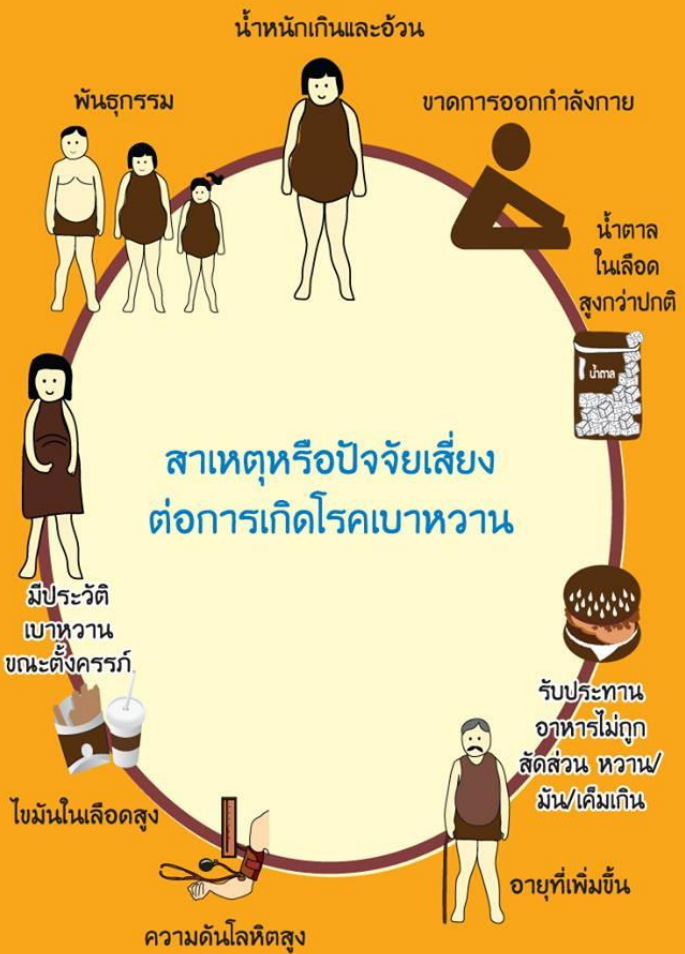 น้ำหนักเกินและอ้วน
พันธุกรรม
ขาดการออกกำลังกาย
น้ำตาล
ในเลือด
สูงกว่าปกติ
น้ำตาล
สาเหตุหรือปัจจัยเสี่ยง
ต่อการเกิดโรคเบาหวาน
มีประวัติ
เบาหวาน
ขณะตั้งครรภ์
รับประทาน
อาหารไม่ถูก
สัดส่วน หวาน/
มัน/เค็มเกิน
ไขมันในเลือดสูง
อายุที่เพิ่มขึ้น
ความดันโลหิตสูง